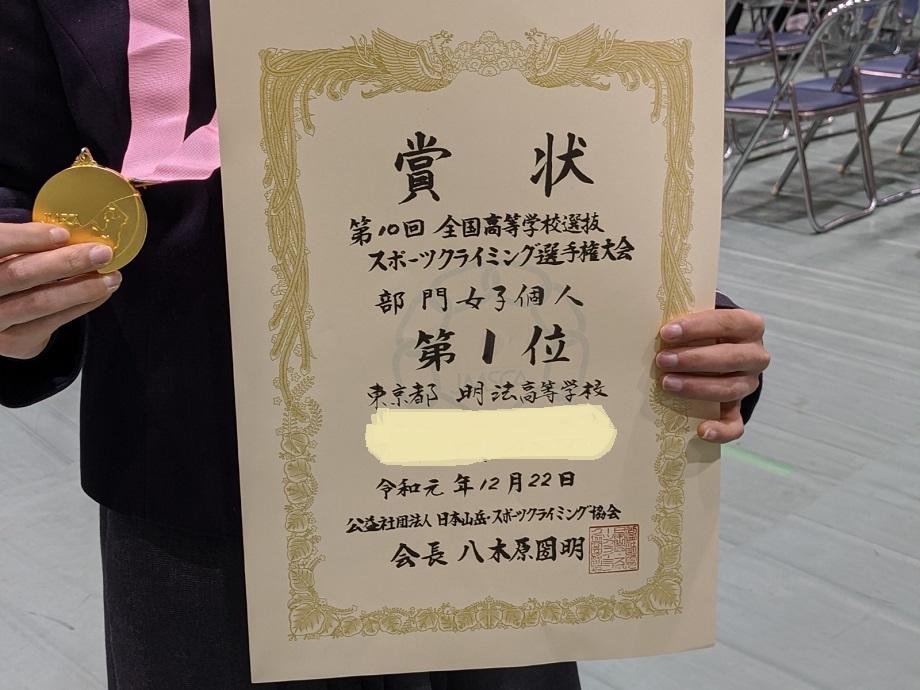 賞状
第10回 全国高等学校選抜
スポーツクライミング選手権大会
部門女子個人
第1位
東京都 明法高等学校
令和元年12月22日
公益社団法人 日本山岳・スポーツクライミング協会
会長 八木原圀明
JMSCA